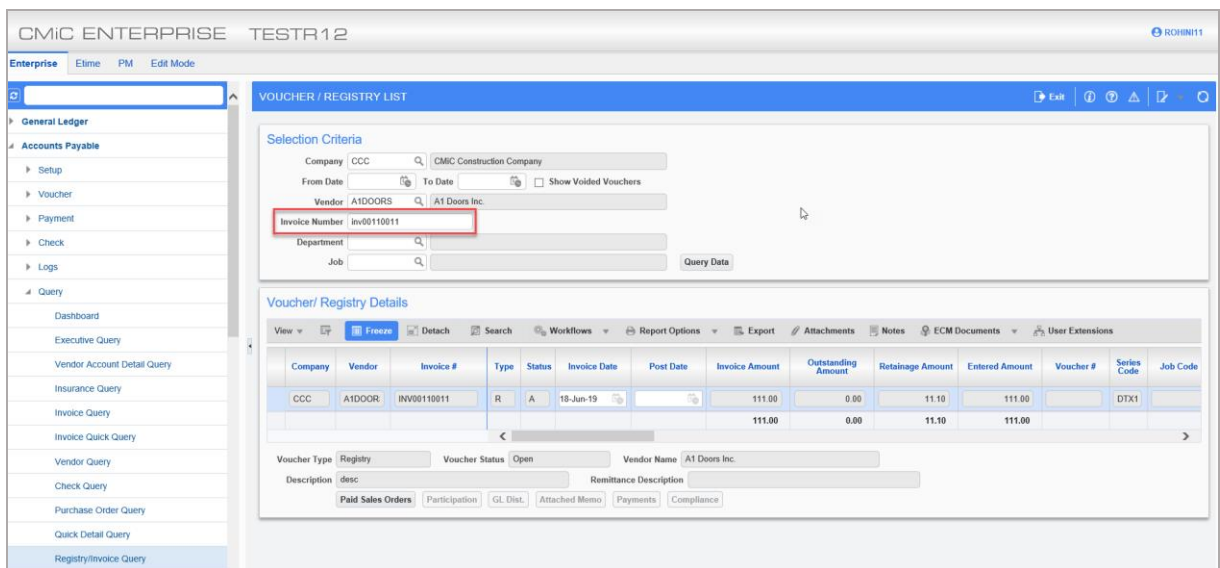 CMiC ENTERPRISE TESTR12
ROHINI11
Enterprise Etime PM Edit Mode
General Ledger
Accounts Payable
Setup
Voucher
Payment
Check
Logs
Query
Dashboard
Executive Query
Vendor Account Detail Query
Insurance Query
Invoice Query
Invoice Quick Query
Vendor Query
Check Query
Purchase Order Query
Quick Detail Query
Registry/Invoice Query
VOUCHER / REGISTRY LIST
Exit
Selection Criteria
Company CCC CMiC Construction Company
From Date To Date Show Voided Vouchers
Vendor A1DOORS A1 Doors Inc.
Invoice Number inv00110011
Department
Job Query Data
Voucher/ Registry Details
View Freeze Detach Search Workflows Report Options Export Attachments Notes ECM Documents User Extensions
Company Vendor Invoice # Type Status Invoice Date Post Date Invoice Amount Outstanding Amount Retainage Amount Entered Amount Voucher # Series Code Job Code
CCC A1DOOR INV00110011 R A 18-Jun-19 111.00 0.00 11.10 111.00 DTX1
111.00 0.00 11.10 111.00
Voucher Type Registry Voucher Status Open Vendor Name A1 Doors Inc.
Description desc Remittance Description
Paid Sales Orders Participation GL Dist. Attached Memo Payments Compliance